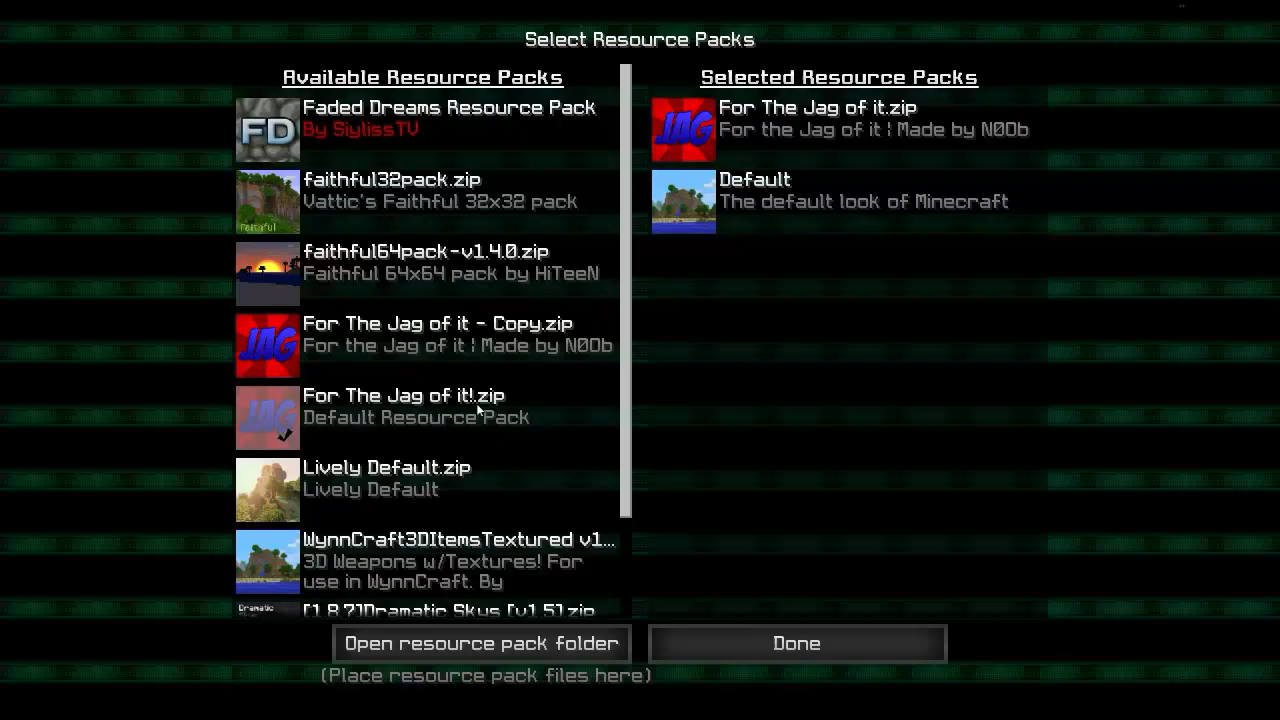 Select Resource Packs
Available Resource Packs
FD
Faded Dreams Resource Pack
By SiylissTV
Faithful
faithful32pack.zip
Vattic's Faithful 32x32 pack
faithful64pack-v1.4.0.zip
Faithful 64x64 pack by HiTeeN
JAG
For The Jag of it - Copy.zip
For the Jag of it | Made by N0Db
JAG
For The Jag of it!.zip
Default Resource Pack
Lively Default.zip
Lively Default
WynnCraft3DItemsTextured v1...
3D Weapons w/Textures! For
use in WynnCraft. By
Dramatic
[1.8.7]Dramatic Skys [v1.5].zip
Selected Resource Packs
JAG
For The Jag of it.zip
For the Jag of it | Made by N0Db
Default
The default look of Minecraft
Open resource pack folder
Done
(Place resource pack files here)